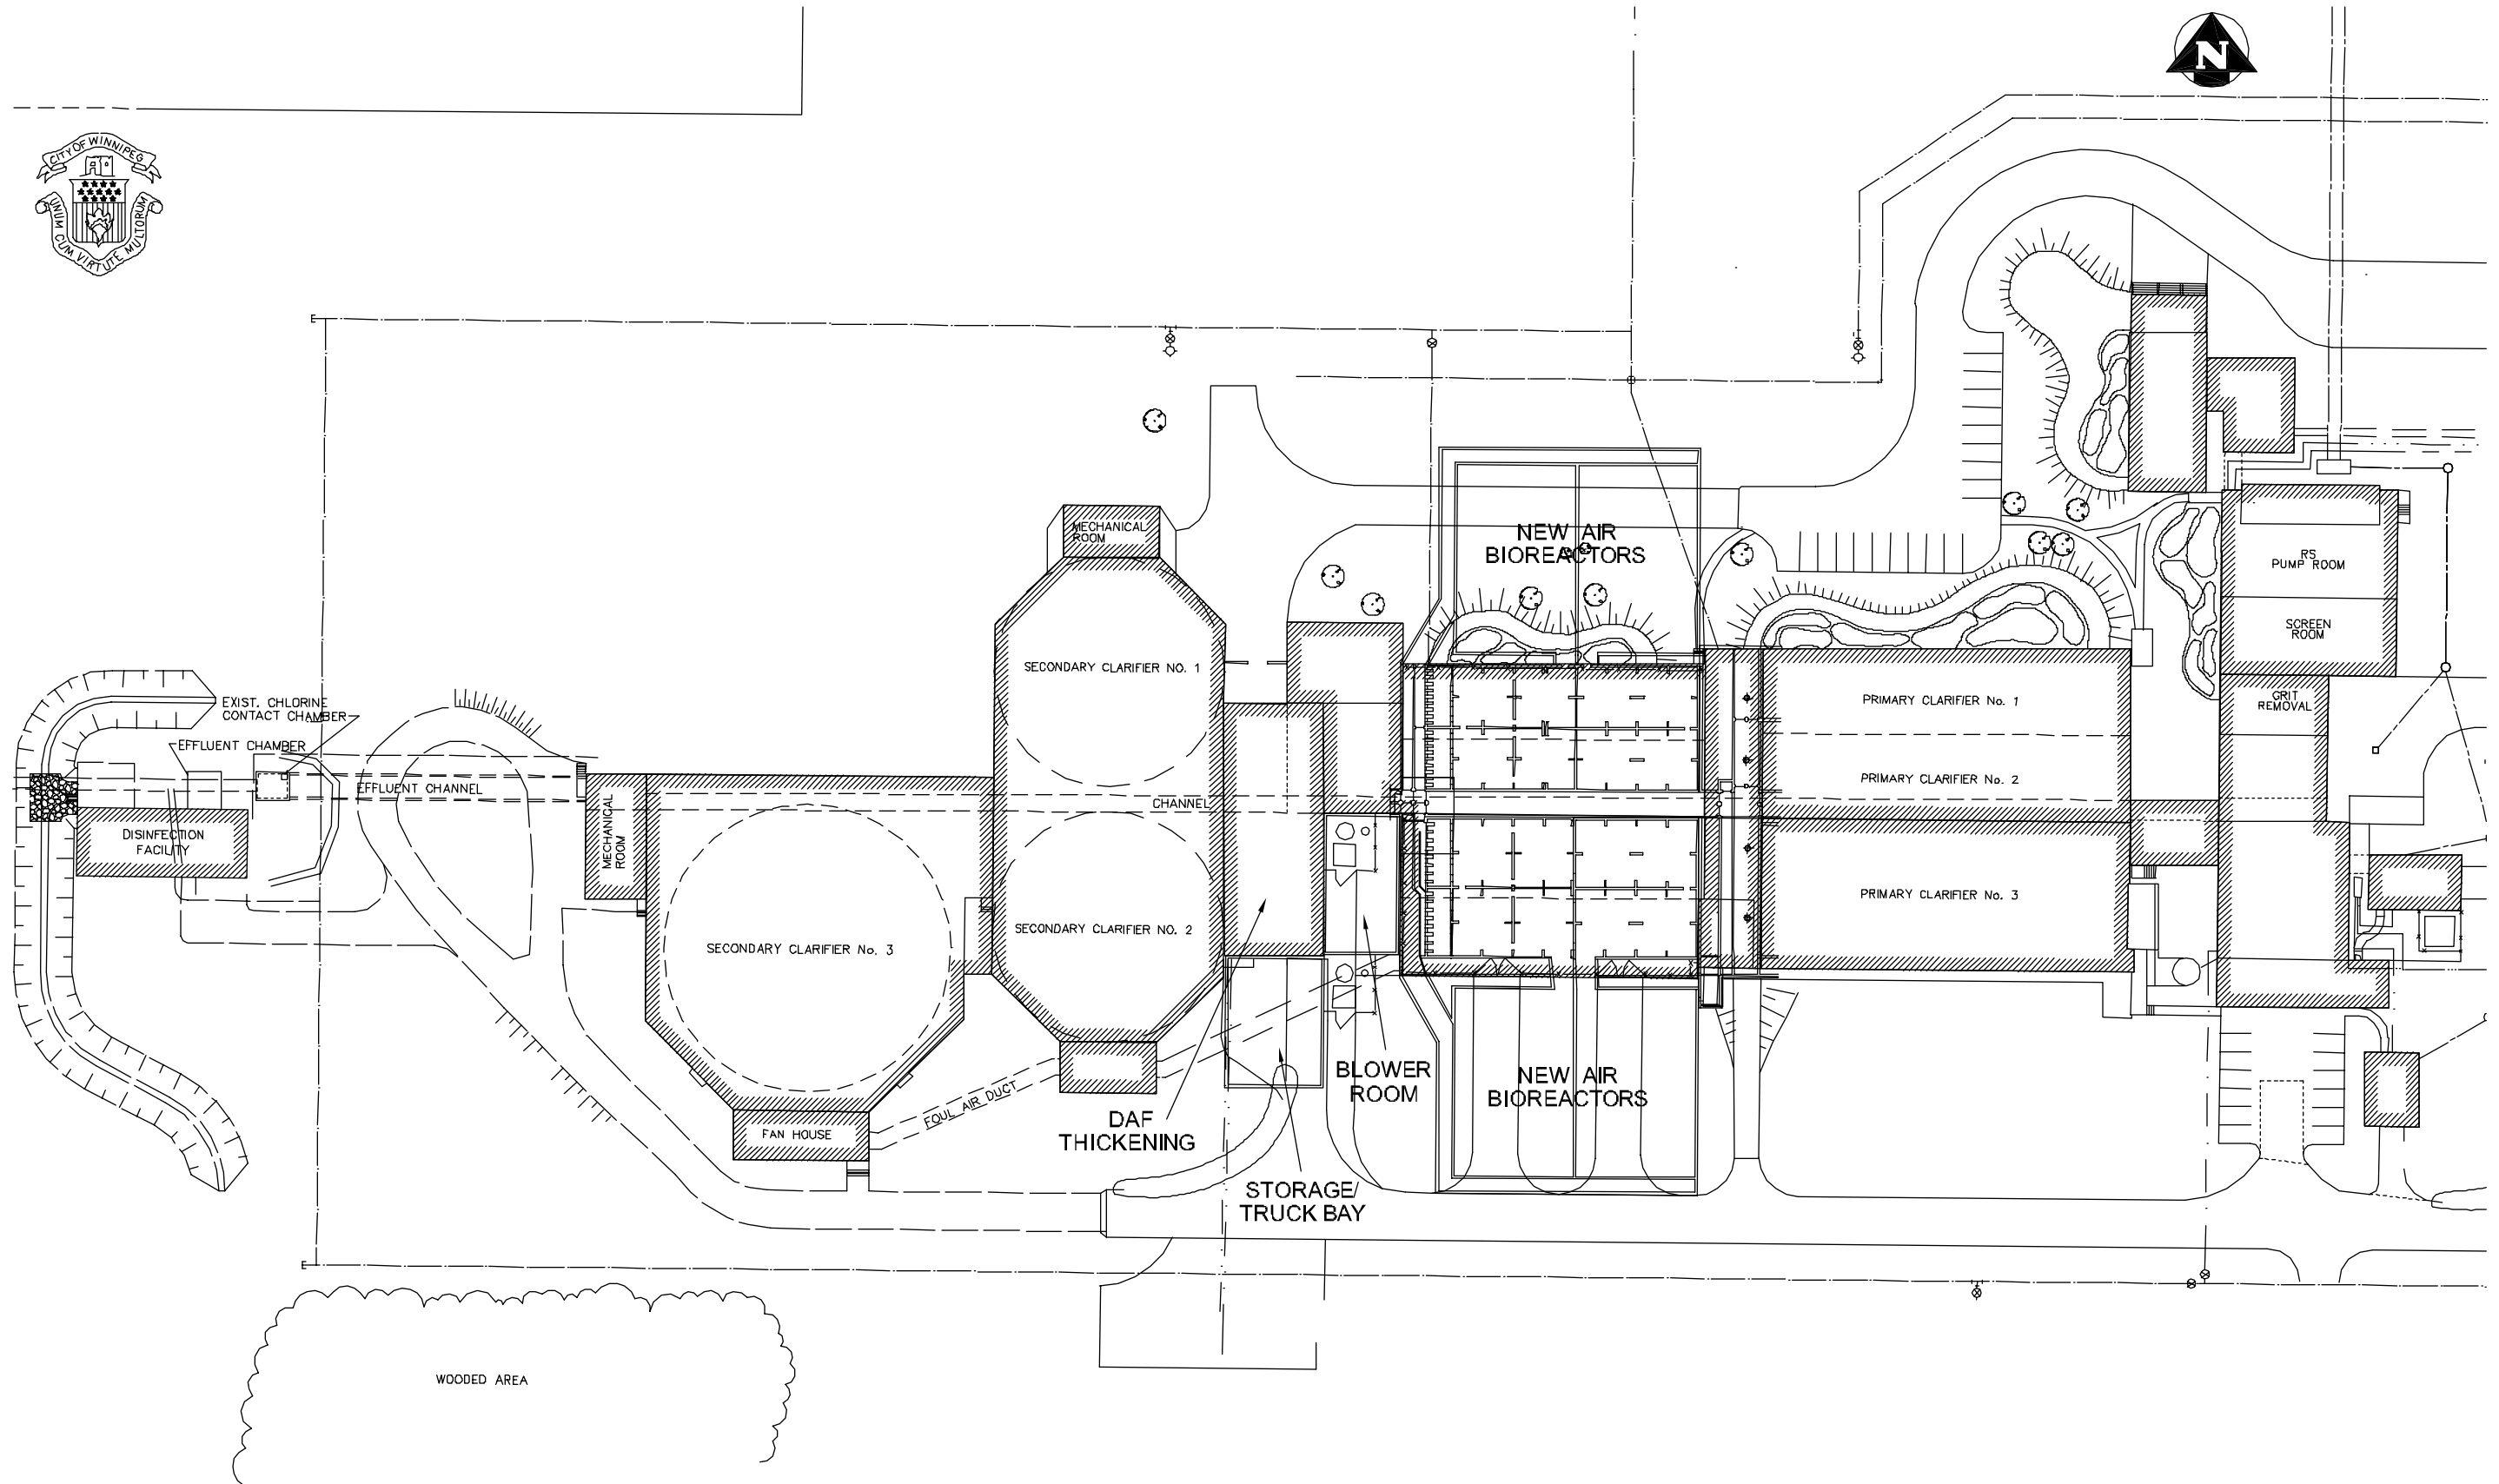 N
CITY OF WINNIPEG
UNUM CUM VIRTUTE MULTORUM
MECHANICAL
ROOM
NEW AIR
BIOREACTORS
RS
PUMP ROOM
SCREEN
ROOM
SECONDARY CLARIFIER NO. 1
EXIST. CHLORINE
CONTACT CHAMBER
PRIMARY CLARIFIER No. 1
GRIT
REMOVAL
EFFLUENT CHAMBER
PRIMARY CLARIFIER No. 2
EFFLUENT CHANNEL
CHANNEL
MECHANICAL
ROOM
DISINFECTION
FACILITY
PRIMARY CLARIFIER No. 3
SECONDARY CLARIFIER NO. 2
SECONDARY CLARIFIER No. 3
BLOWER
ROOM
NEW AIR
BIOREACTORS
FOUL AIR DUCT
DAF
THICKENING
FAN HOUSE
STORAGE/
TRUCK BAY
WOODED AREA